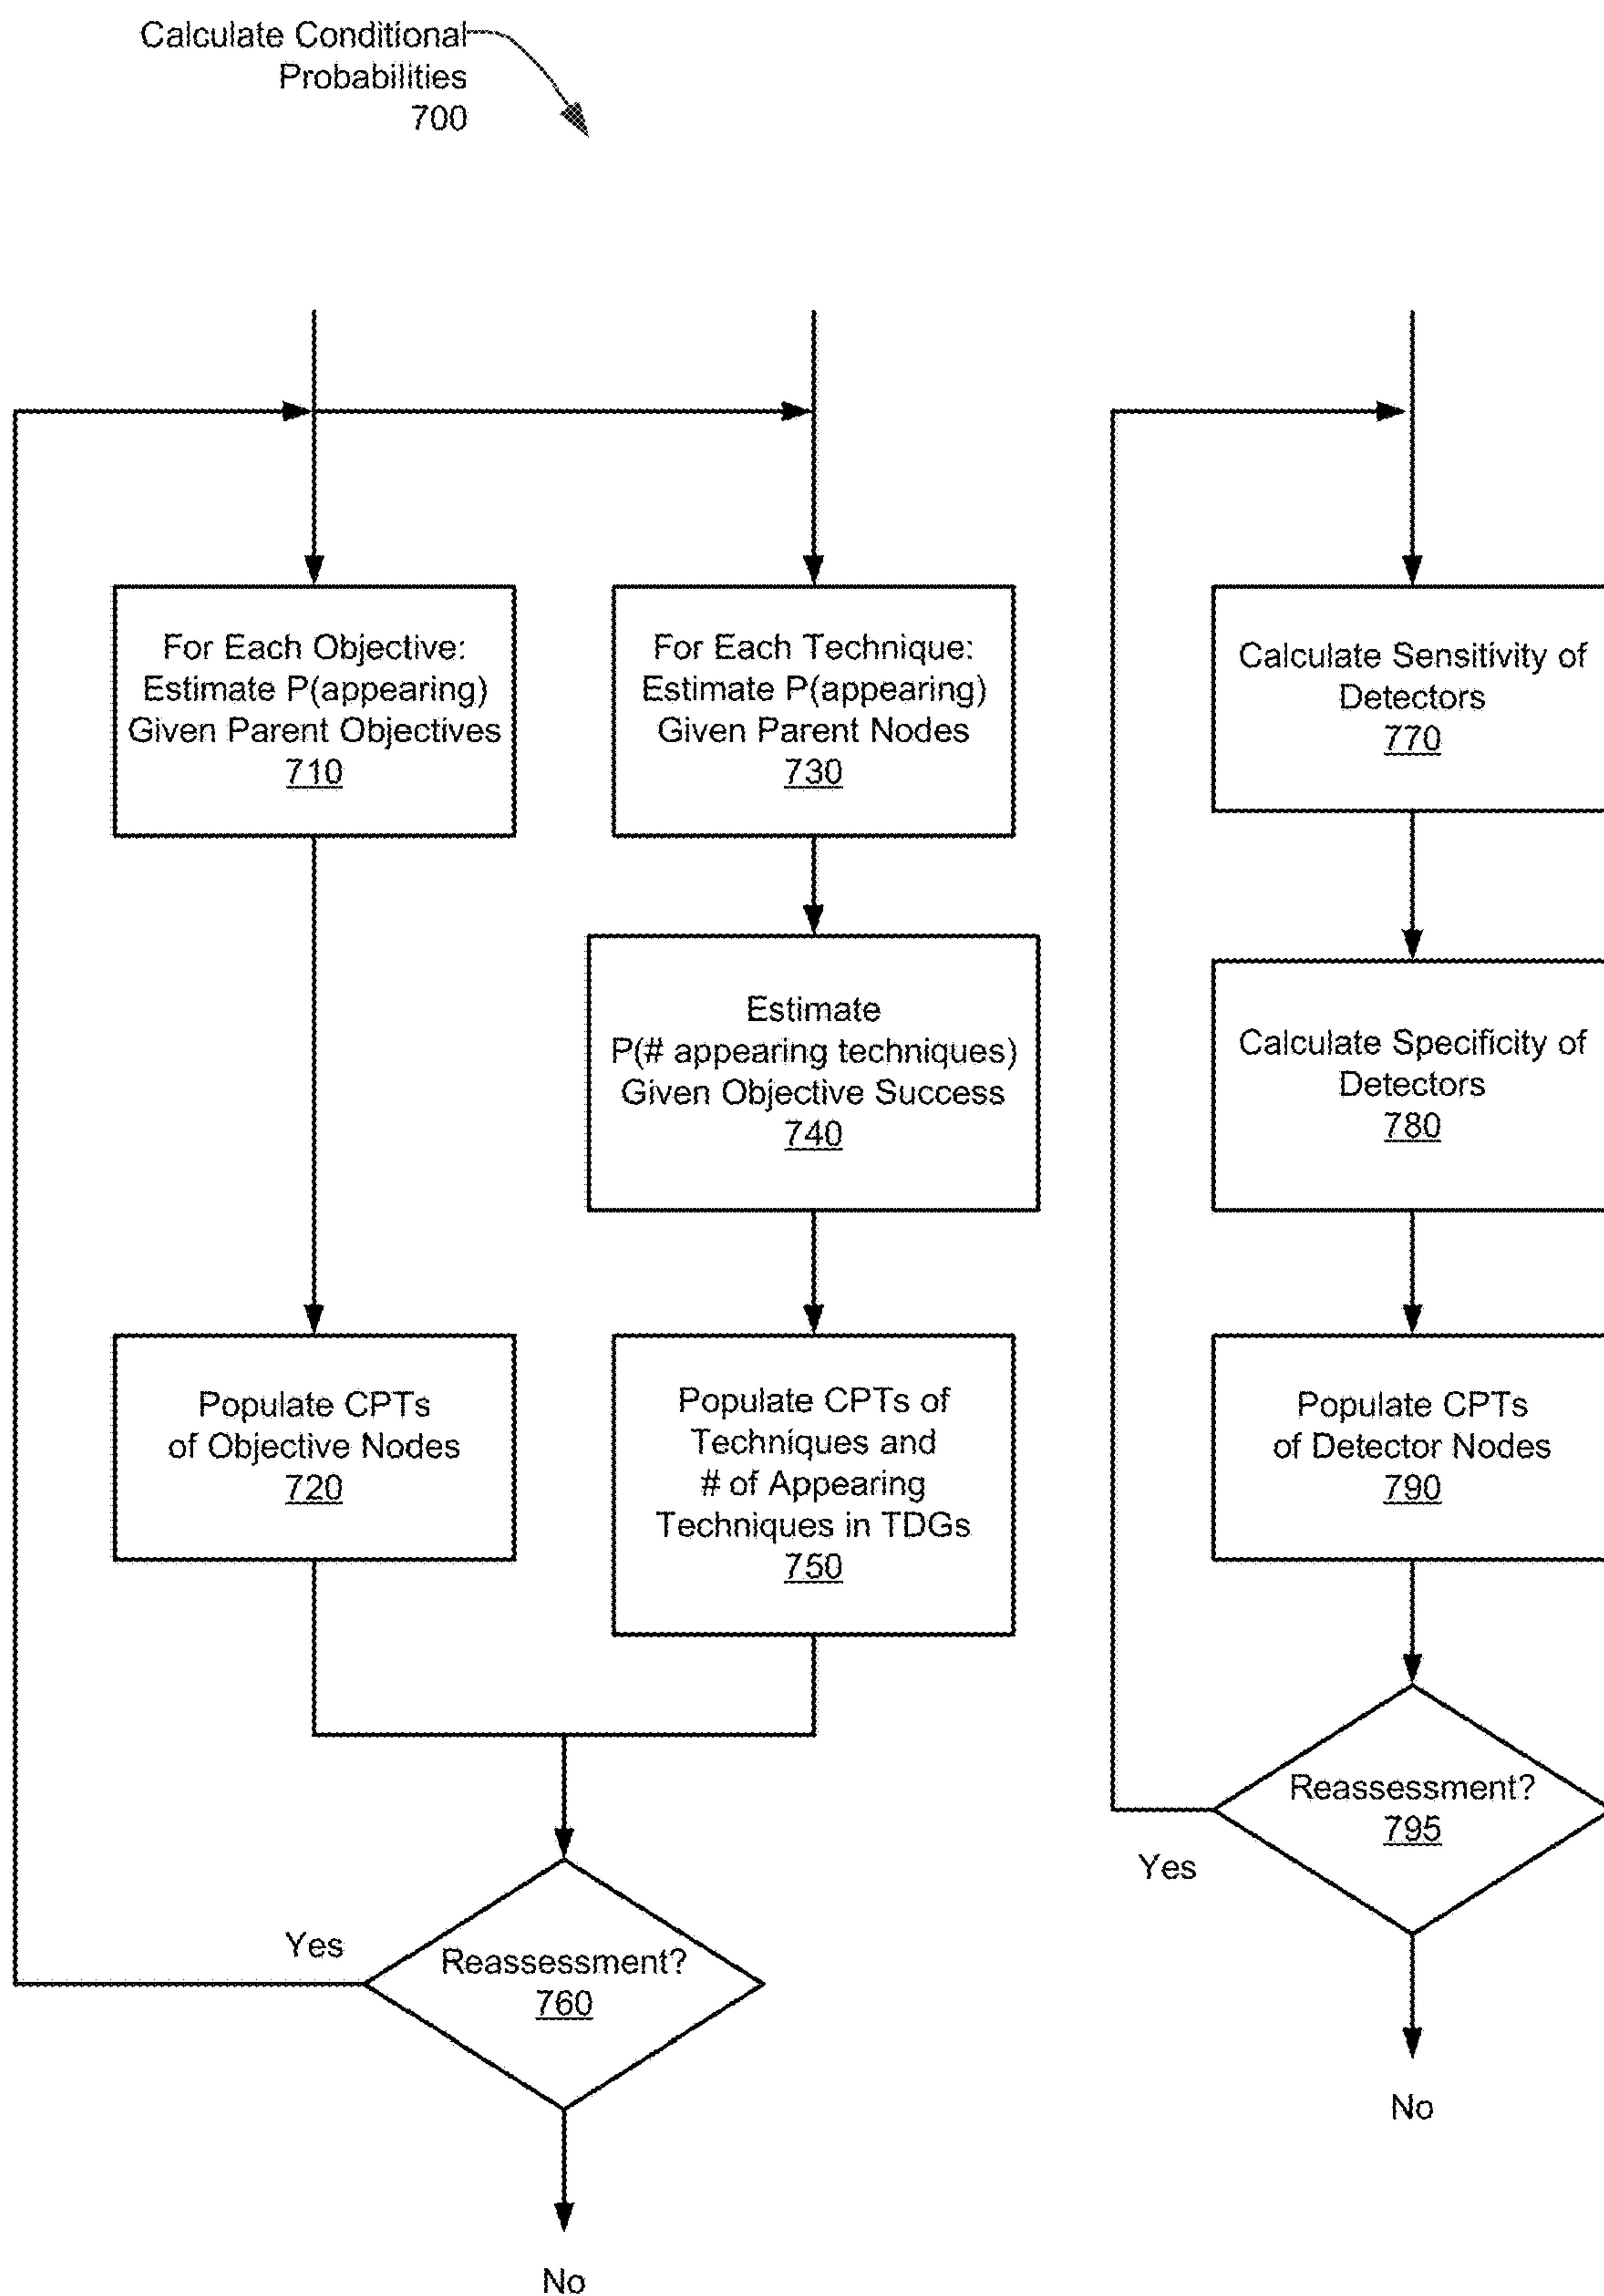 Calculate Conditional
Probabilities
700
For Each Objective:
Estimate P(appearing)
Given Parent Objectives
710
For Each Technique:
Estimate P(appearing)
Given Parent Nodes
730
Calculate Sensitivity of
Detectors
770
Estimate
P(# appearing techniques)
Given Objective Success
740
Calculate Specificity of
Detectors
780
Populate CPTs
of Objective Nodes
720
Populate CPTs of
Techniques and
# of Appearing
Techniques in TDGs
750
Populate CPTs
of Detector Nodes
790
Reassessment?
795
Yes
No
Yes
Reassessment?
760
No